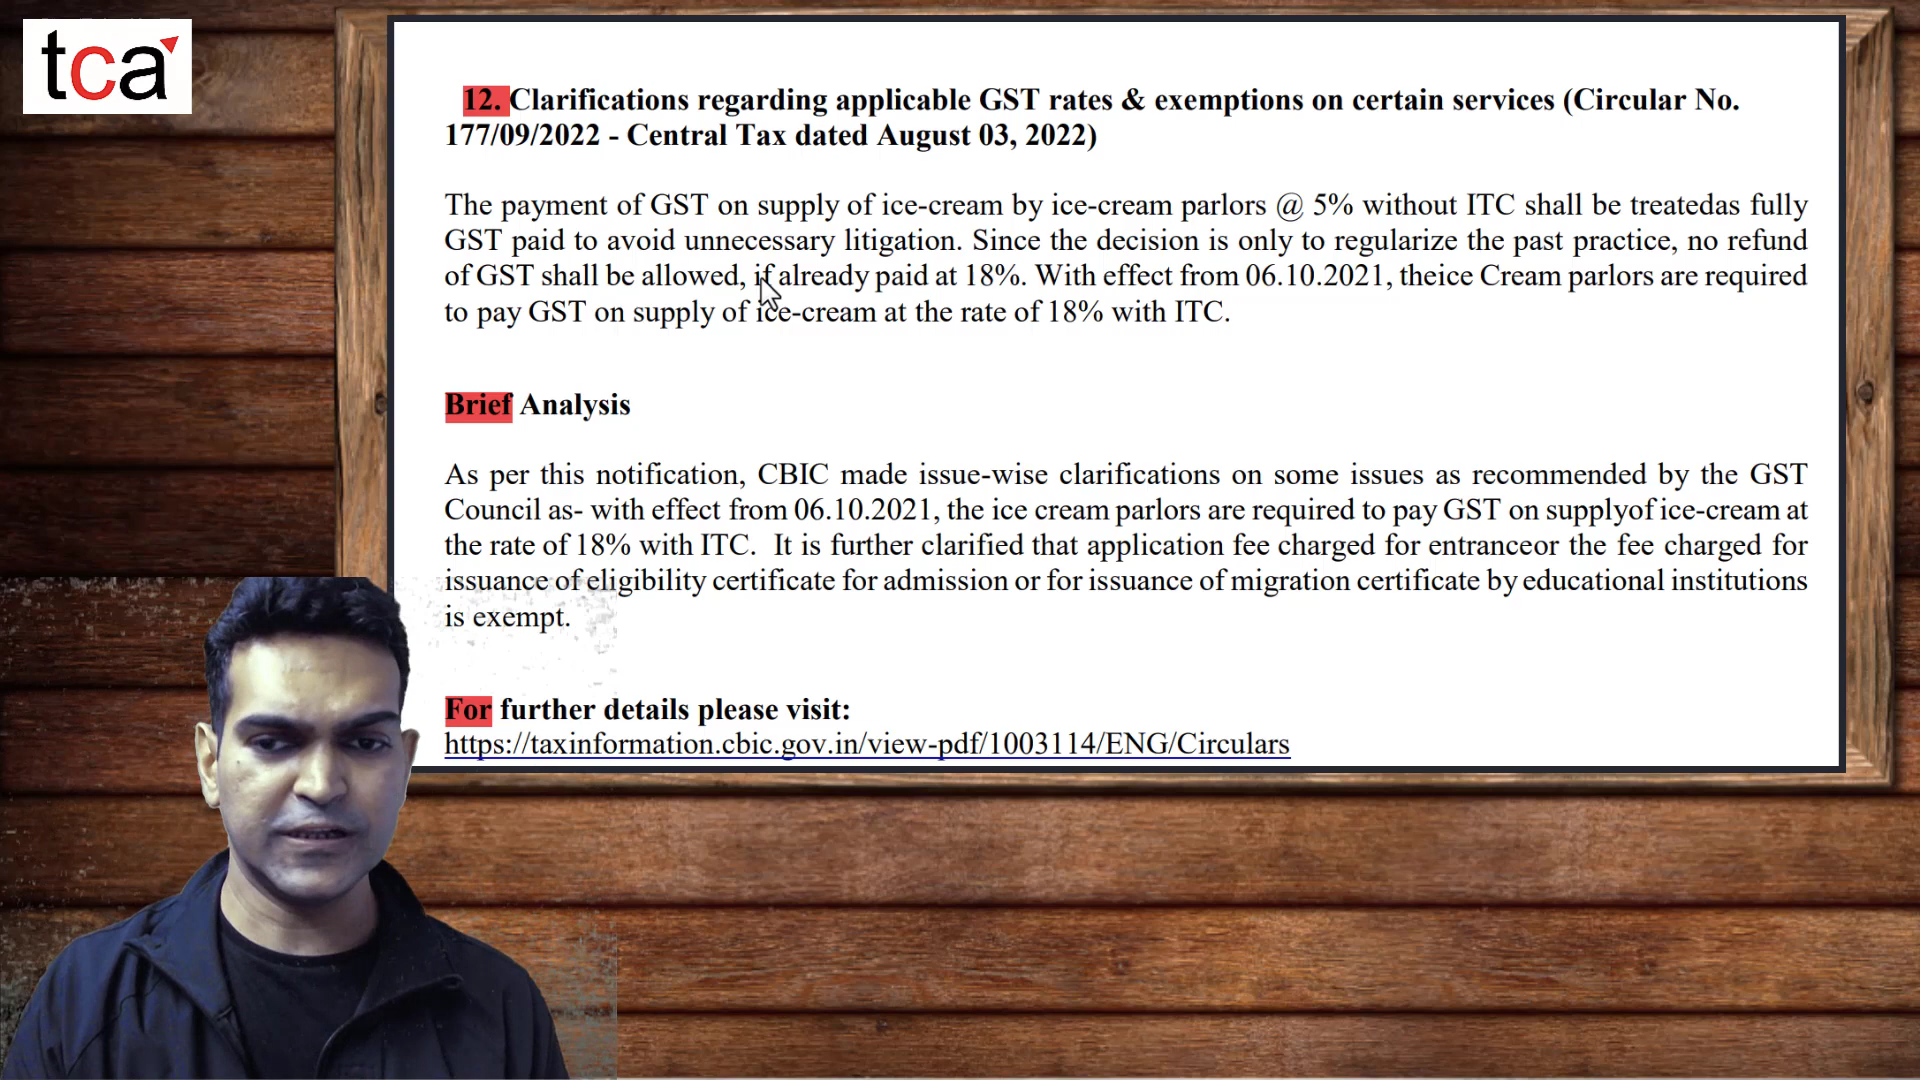 tca
12. Clarifications regarding applicable GST rates & exemptions on certain services (Circular No.
177/09/2022 - Central Tax dated August 03, 2022)
The payment of GST on supply of ice-cream by ice-cream parlors @ 5% without ITC shall be treatedas fully
GST paid to avoid unnecessary litigation. Since the decision is only to regularize the past practice, no refund
of GST shall be allowed, if already paid at 18%. With effect from 06.10.2021, theice Cream parlors are required
to pay GST on supply of ice-cream at the rate of 18% with ITC.
Brief Analysis
As per this notification, CBIC made issue-wise clarifications on some issues as recommended by the GST
Council as- with effect from 06.10.2021, the ice cream parlors are required to pay GST on supplyof ice-cream at
the rate of 18% with ITC. It is further clarified that application fee charged for entranceor the fee charged for
issuance of eligibility certificate for admission or for issuance of migration certificate by educational institutions
is exempt.
For further details please visit:
https://taxinformation.cbic.gov.in/view-pdf/1003114/ENG/Circulars